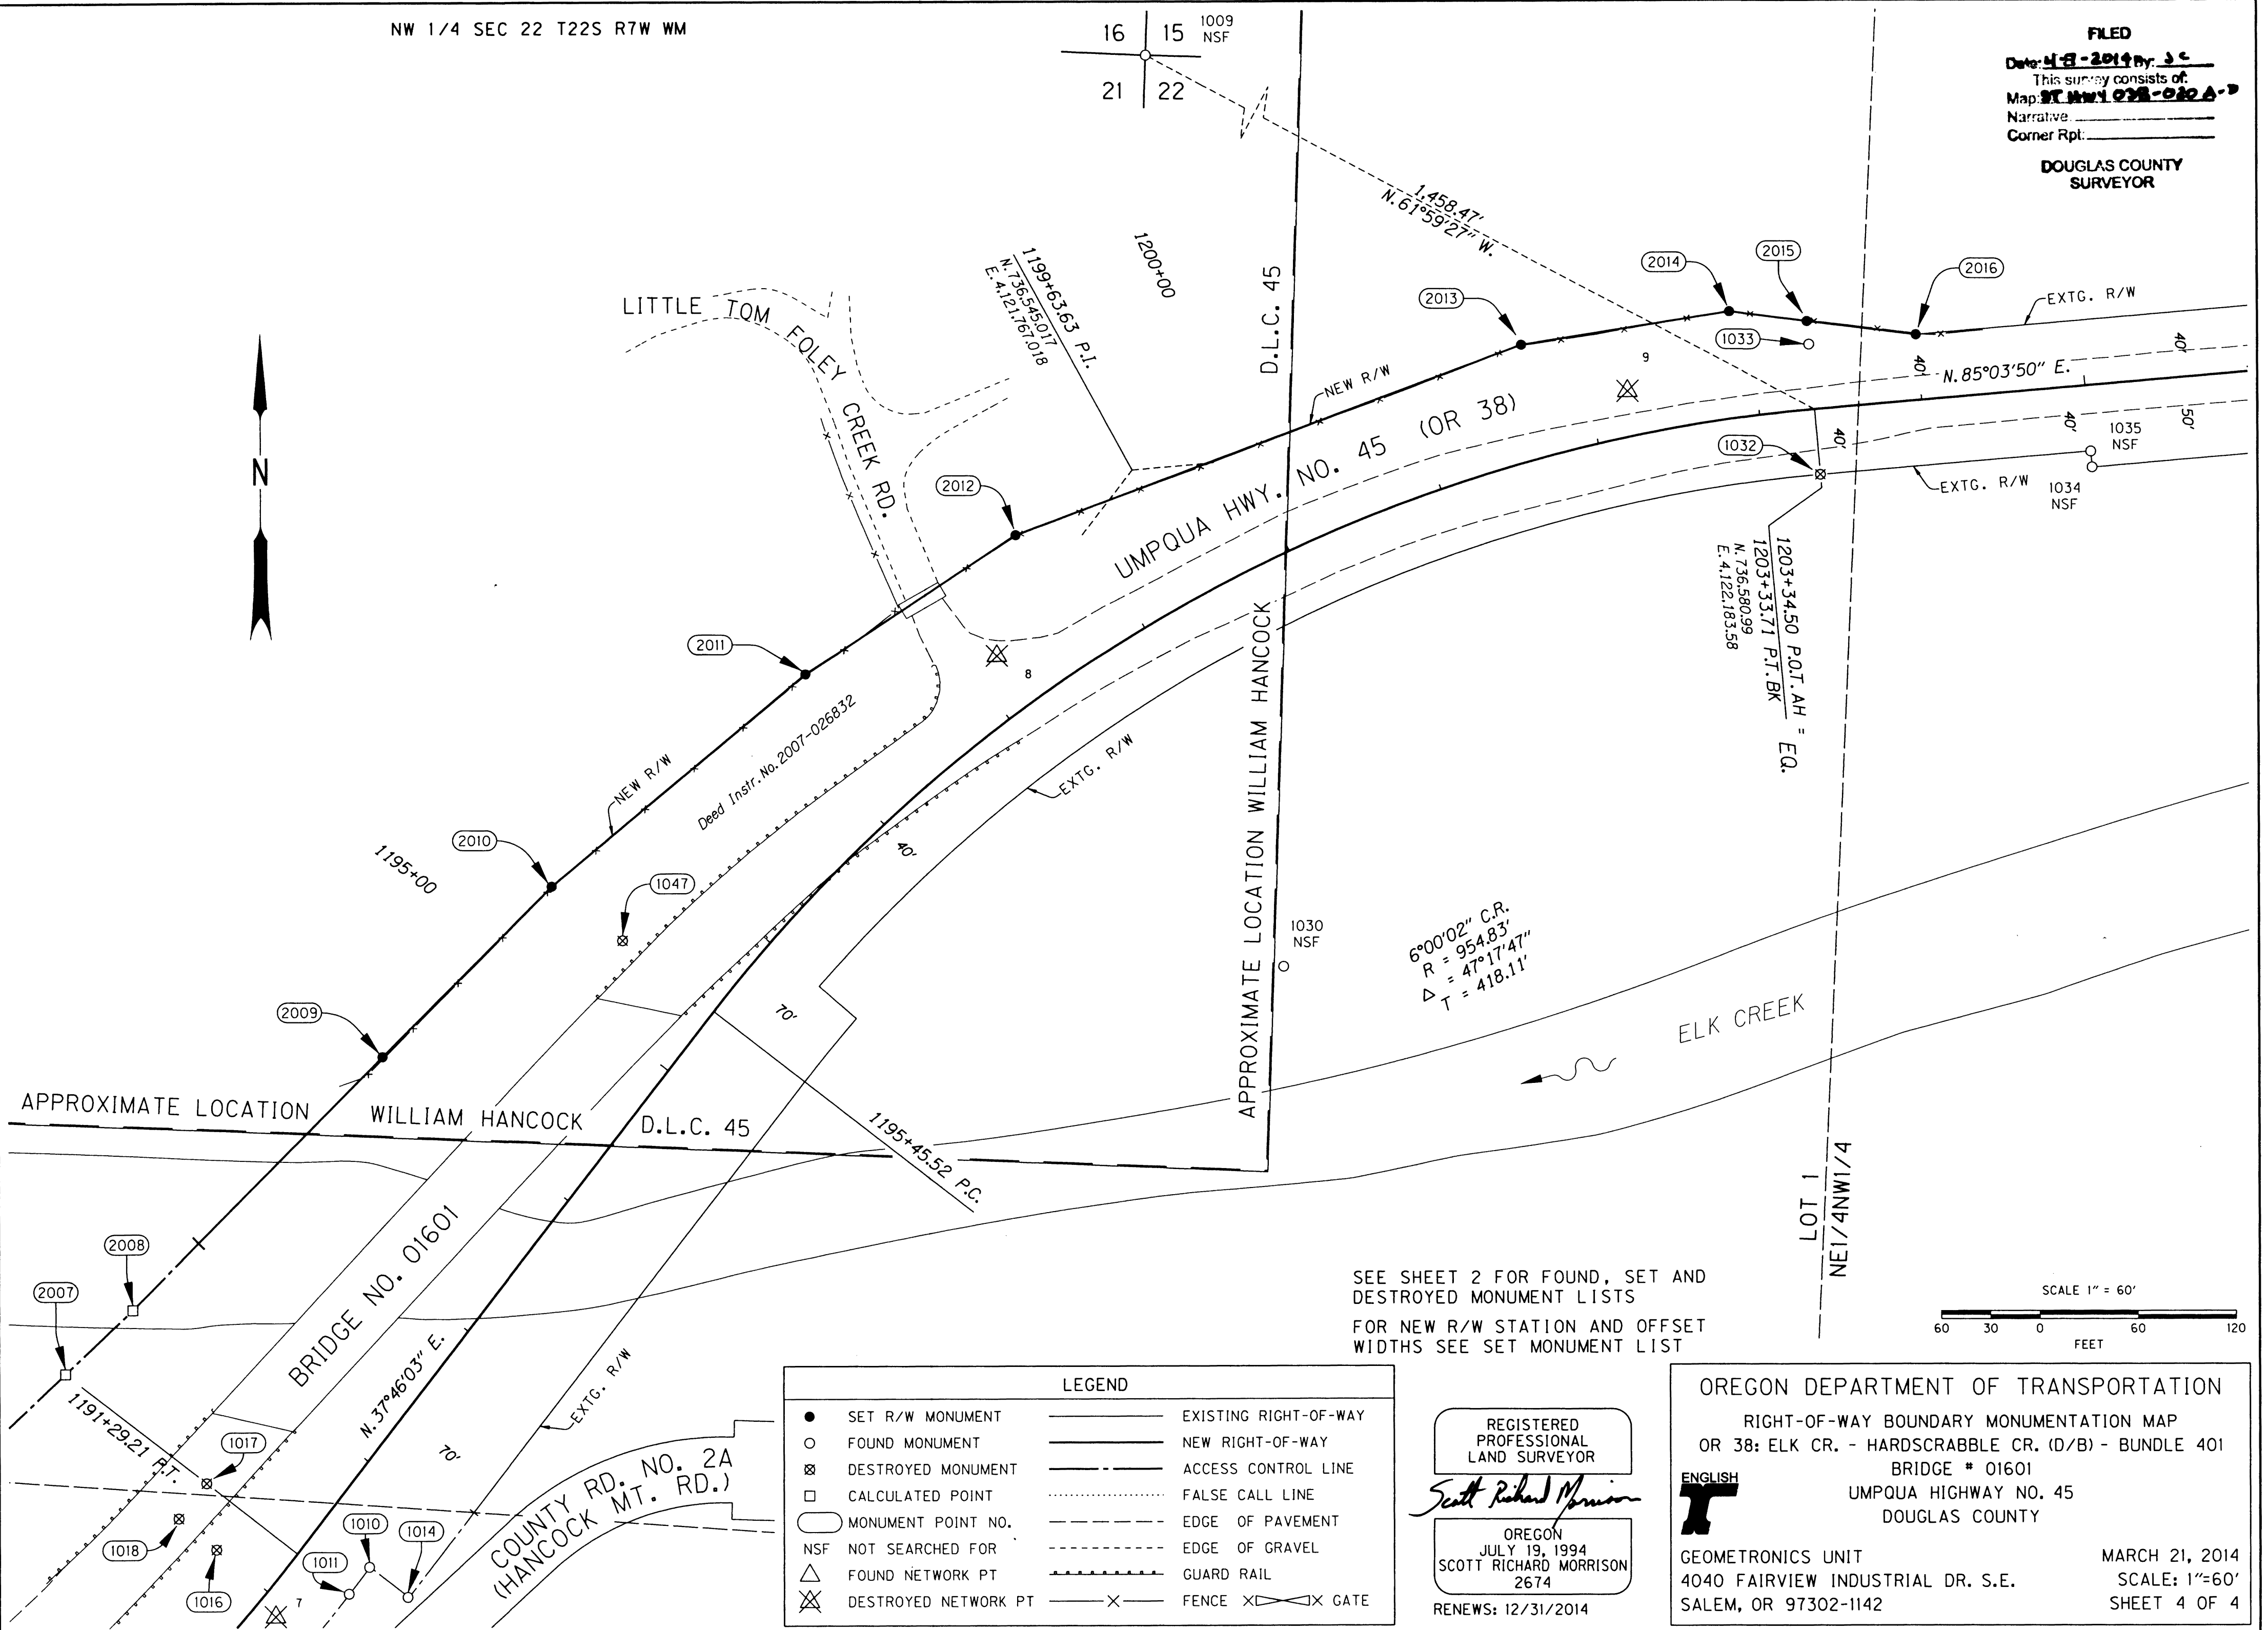 NW 1/4 SEC 22 T22S R7W WM
16 15
21 22
1009
NSF
FILED
Date: 4-8-2014 By: JC
This survey consists of:
Map: ST HWY 038-020 A-D
Narrative:
Corner Rpt:
DOUGLAS COUNTY
SURVEYOR
1,458.47'
N. 61°59'27" W.
1200+00
1199+63.63 P.I.
N. 736,545.017
E. 4,121,767.018
D.L.C. 45
LITTLE TOM FOLEY CREEK RD.
N
2013
2014
2015
2016
1033
9
EXTG. R/W
NEW R/W
40'
40'
N. 85°03'50" E.
UMPQUA HWY. NO. 45 (OR 38)
1032
40'
40'
50'
1035
NSF
EXTG. R/W
1034
NSF
2012
1203+34.50 P.O.T. AH =
1203+33.71 P.T. BK EQ.
N. 736,580.99
E. 4,122,183.58
2011
8
Deed Instr. No. 2007-026832
NEW R/W
EXTG. R/W
APPROXIMATE LOCATION WILLIAM HANCOCK
2010
1195+00
1047
40'
1030
NSF
6°00'02" C.R.
R = 954.83'
Δ = 47°17'47"
T = 418.11'
70'
2009
ELK CREEK
APPROXIMATE LOCATION WILLIAM HANCOCK D.L.C. 45
1195+45.52 P.C.
LOT 1
NE1/4NW1/4
2008
2007
BRIDGE NO. 01601
N. 37°46'03" E.
EXTG. R/W
1191+29.21 P.T.
1017
70'
1018
1016
1010
1011
1014
7
COUNTY RD. NO. 2A
(HANCOCK MT. RD.)
SEE SHEET 2 FOR FOUND, SET AND
DESTROYED MONUMENT LISTS
FOR NEW R/W STATION AND OFFSET
WIDTHS SEE SET MONUMENT LIST
SCALE 1" = 60'
60 30 0 60 120
FEET
LEGEND
SET R/W MONUMENT
FOUND MONUMENT
DESTROYED MONUMENT
CALCULATED POINT
MONUMENT POINT NO.
NSF NOT SEARCHED FOR
FOUND NETWORK PT
DESTROYED NETWORK PT
EXISTING RIGHT-OF-WAY
NEW RIGHT-OF-WAY
ACCESS CONTROL LINE
FALSE CALL LINE
EDGE OF PAVEMENT
EDGE OF GRAVEL
GUARD RAIL
FENCE
GATE
REGISTERED
PROFESSIONAL
LAND SURVEYOR
Scott Richard Morrison
OREGON
JULY 19, 1994
SCOTT RICHARD MORRISON
2674
RENEWS: 12/31/2014
OREGON DEPARTMENT OF TRANSPORTATION
RIGHT-OF-WAY BOUNDARY MONUMENTATION MAP
OR 38: ELK CR. - HARDSCRABBLE CR. (D/B) - BUNDLE 401
BRIDGE # 01601
UMPQUA HIGHWAY NO. 45
DOUGLAS COUNTY
ENGLISH
GEOMETRONICS UNIT
4040 FAIRVIEW INDUSTRIAL DR. S.E.
SALEM, OR 97302-1142
MARCH 21, 2014
SCALE: 1"=60'
SHEET 4 OF 4